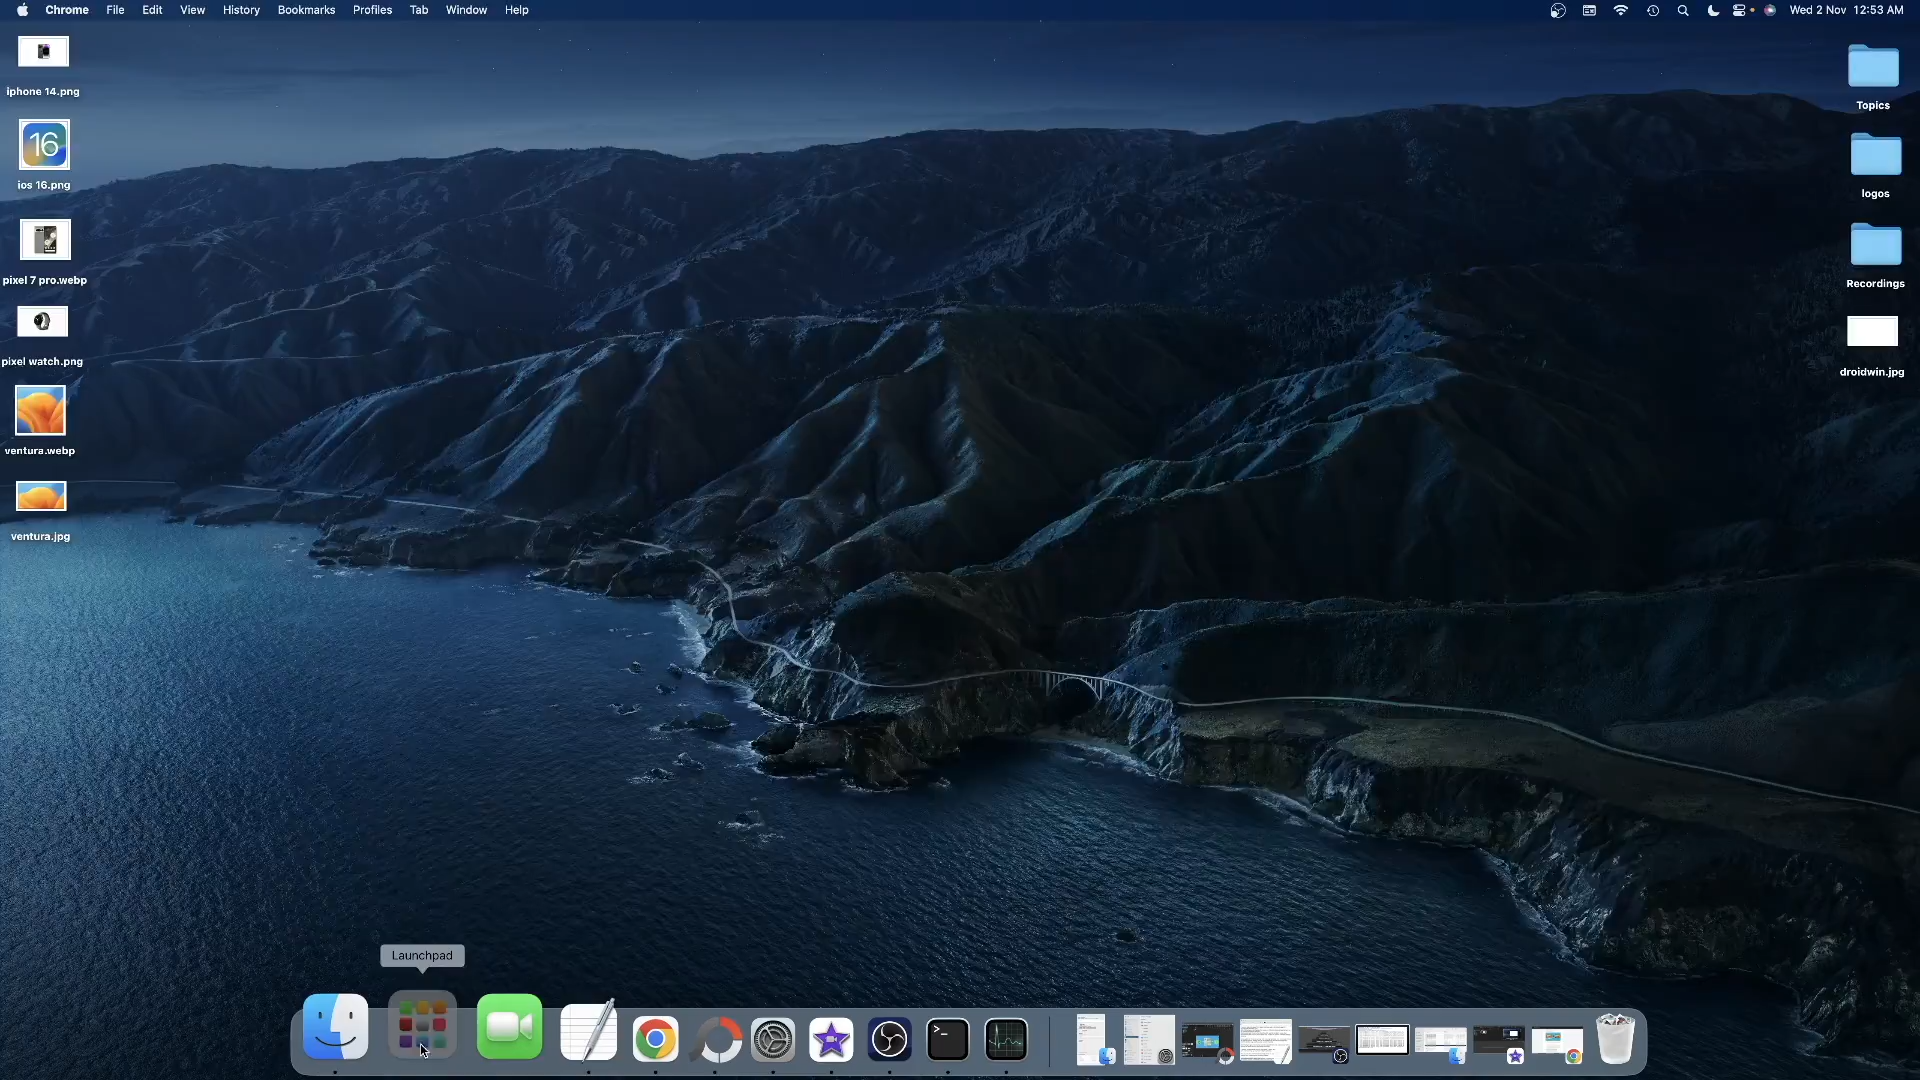 Chrome File Edit View History Bookmarks Profiles Tab Window Help Wed 2 Nov 12:53 AM
iphone 14.png
16
ios 16.png
pixel 7 pro.webp
pixel watch.png
ventura.webp
ventura.jpg
Topics
logos
Recordings
droidwin.jpg
Launchpad